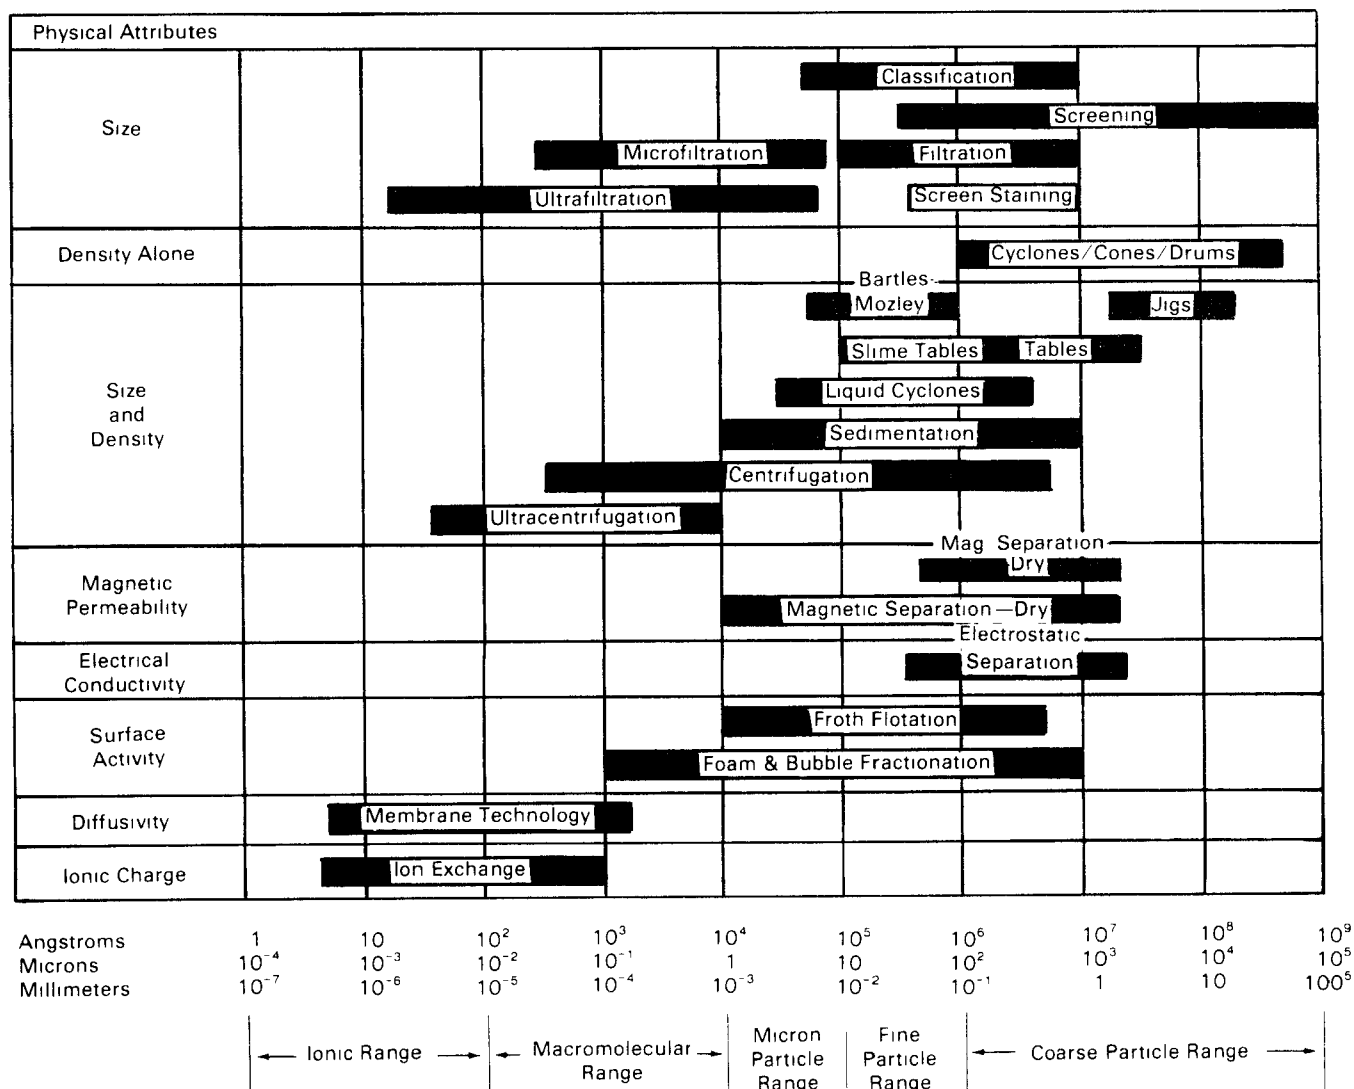 Physical Attributes
Size
Classification
Screening
Microfiltration
Filtration
Ultrafiltration
Screen Staining
Density Alone
Cyclones/Cones/Drums
Size
and
Density
Bartles-
Mozley
Jigs
Slime Tables
Tables
Liquid Cyclones
Sedimentation
Centrifugation
Ultracentrifugation
Magnetic
Permeability
Mag Separation
-Dry
Magnetic Separation—Dry
Electrical
Conductivity
Electrostatic
Separation
Surface
Activity
Froth Flotation
Foam & Bubble Fractionation
Diffusivity
Membrane Technology
Ionic Charge
Ion Exchange
Angstroms 1 10 10² 10³ 10⁴ 10⁵ 10⁶ 10⁷ 10⁸ 10⁹
Microns 10⁻⁴ 10⁻³ 10⁻² 10⁻¹ 1 10 10² 10³ 10⁴ 10⁵
Millimeters 10⁻⁷ 10⁻⁶ 10⁻⁵ 10⁻⁴ 10⁻³ 10⁻² 10⁻¹ 1 10 100⁵
Ionic Range
Macromolecular
Range
Micron
Particle
Range
Fine
Particle
Range
Coarse Particle Range